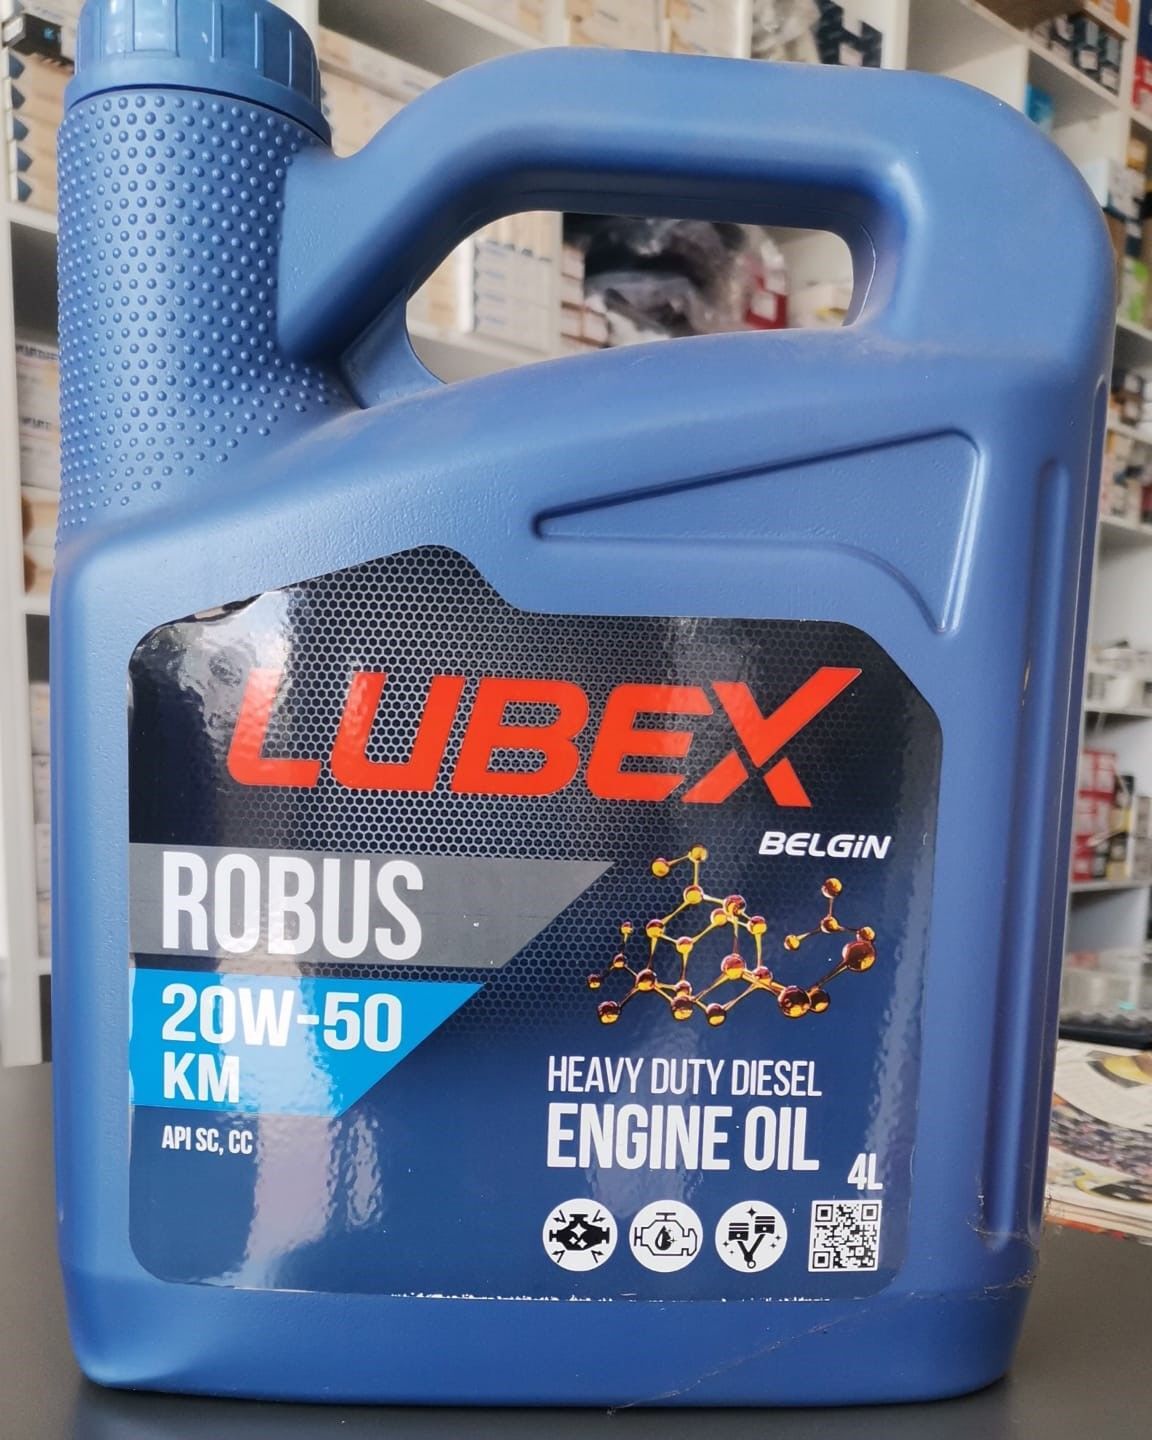 LUBEX
BELGiN
ROBUS
20W-50
KM
API SC, CC
HEAVY DUTY DIESEL
ENGINE OIL
4L